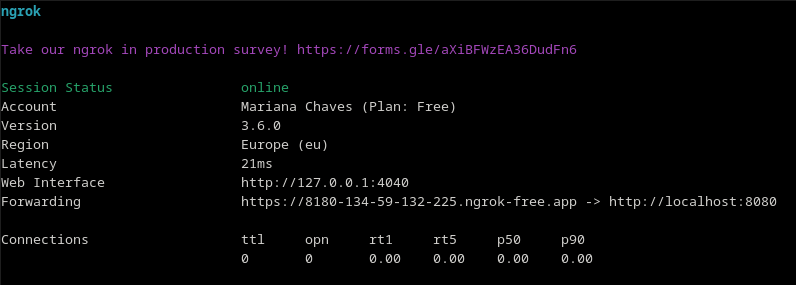 ngrok
Take our ngrok in production survey! https://forms.gle/aXiBFWzEA36DudFn6
Session Status online
Account Mariana Chaves (Plan: Free)
Version 3.6.0
Region Europe (eu)
Latency 21ms
Web Interface http://127.0.0.1:4040
Forwarding https://8180-134-59-132-225.ngrok-free.app -> http://localhost:8080
Connections ttl opn rt1 rt5 p50 p90
0 0 0.00 0.00 0.00 0.00